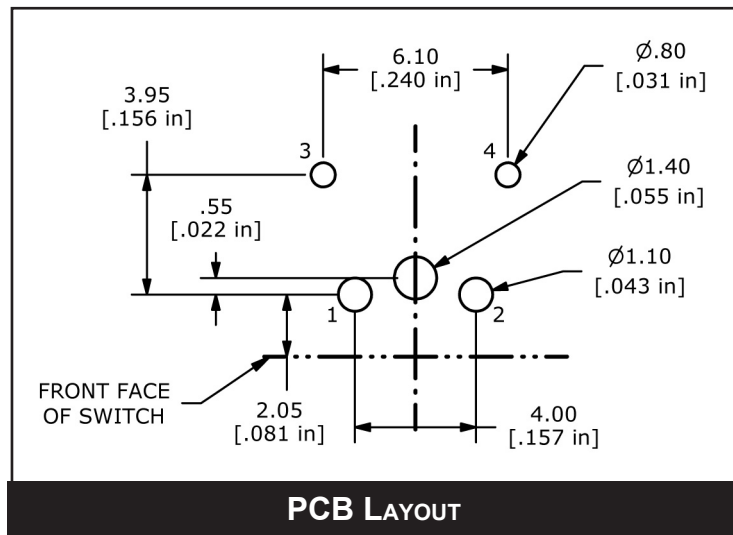 6.10
[.240 in]
Ø.80
[.031 in]
3.95
[.156 in]
3
4
Ø1.40
[.055 in]
.55
[.022 in]
Ø1.10
[.043 in]
1
2
FRONT FACE
OF SWITCH
2.05
[.081 in]
4.00
[.157 in]
PCB LAYOUT